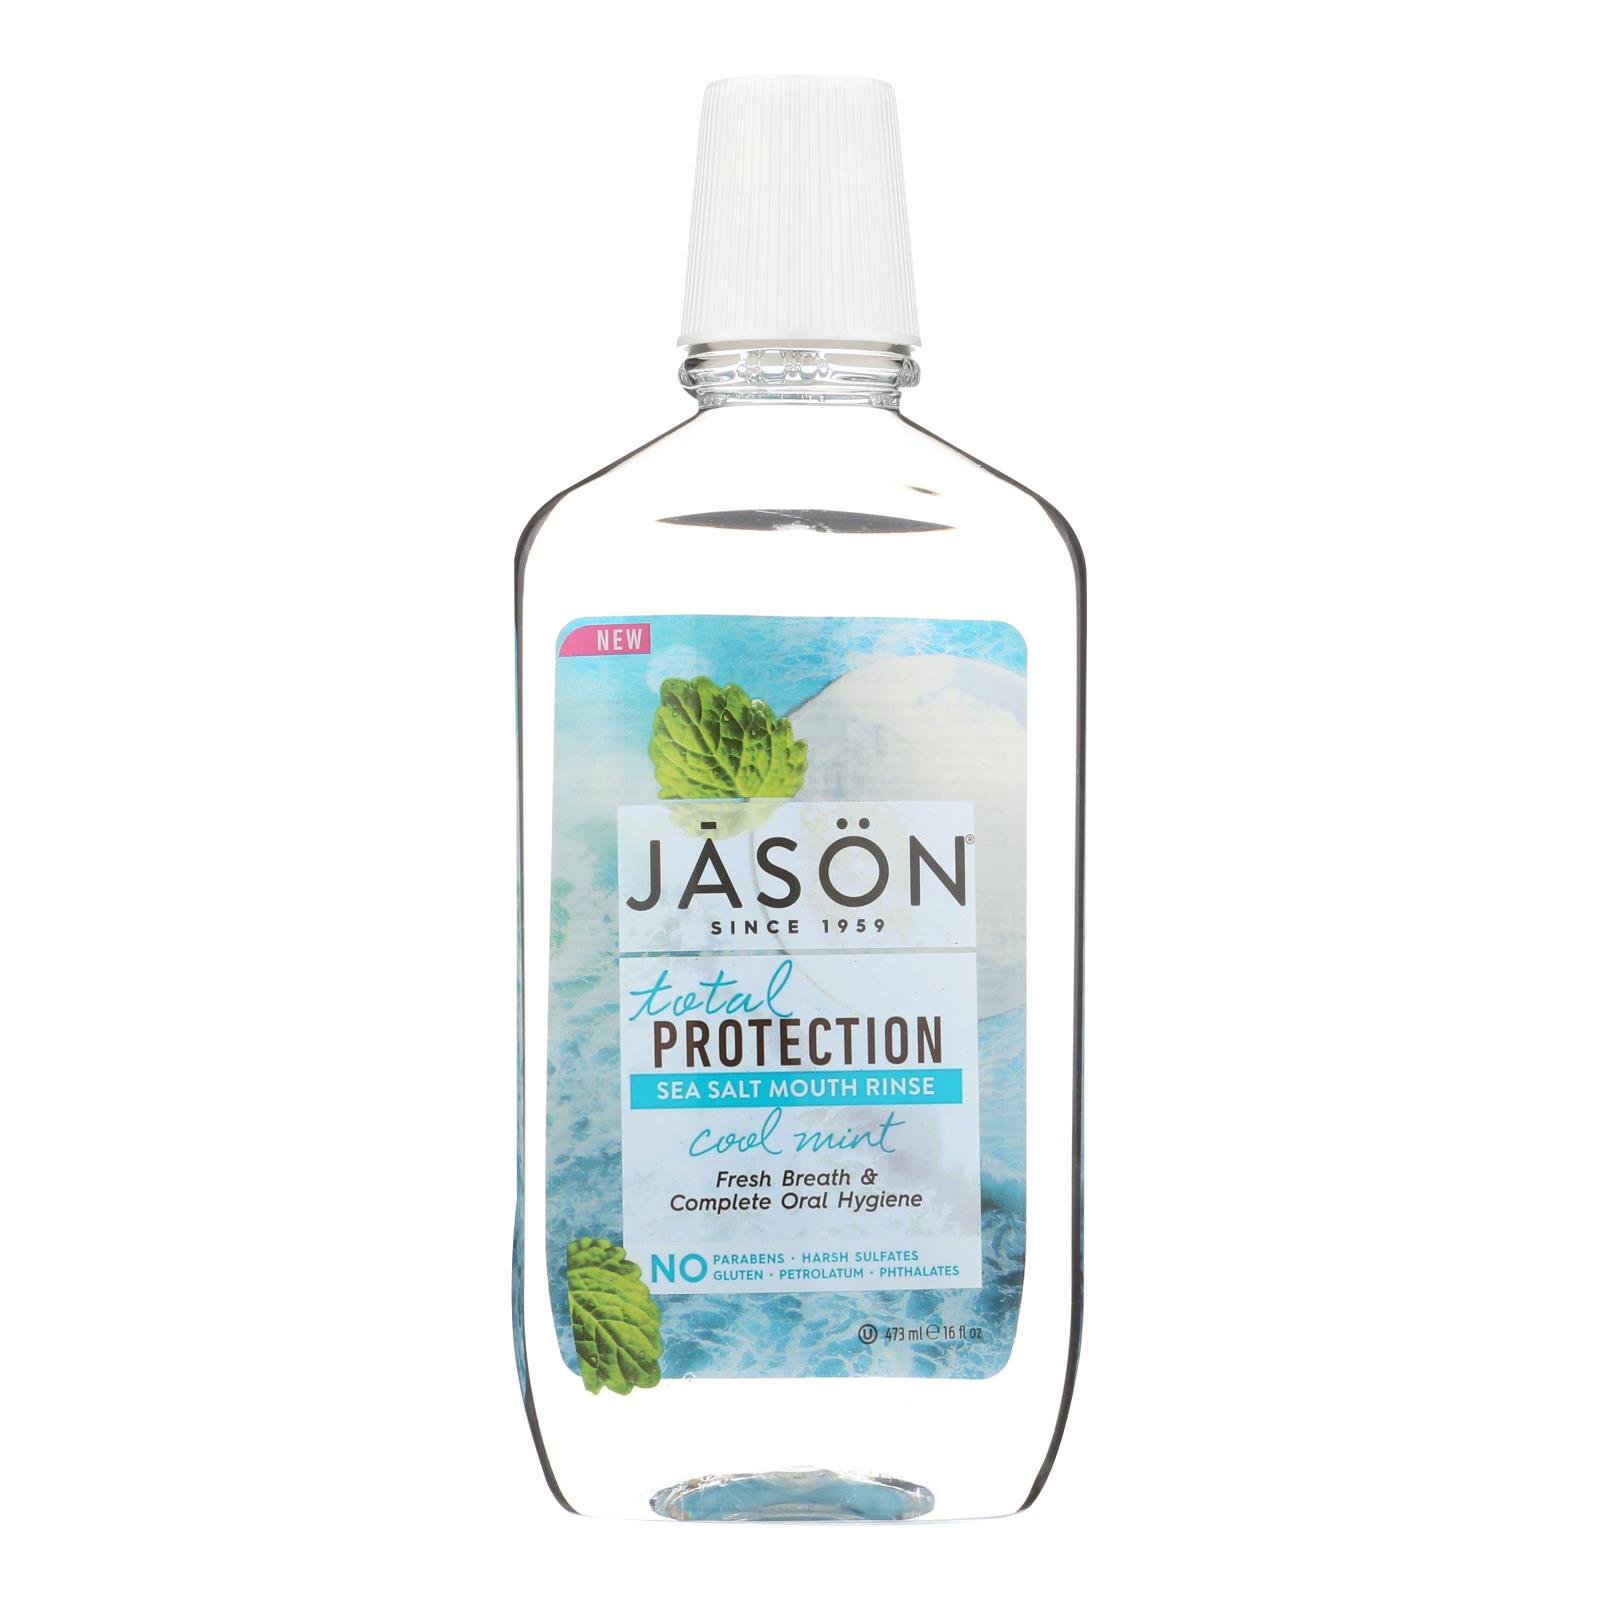 NEW
JĀSÖN®
SINCE 1959
total
PROTECTION
SEA SALT MOUTH RINSE
cool mint
Fresh Breath &
Complete Oral Hygiene
NO PARABENS • HARSH SULFATES
GLUTEN • PETROLATUM • PHTHALATES
Ⓤ 473 ml ℮ 16 fl oz